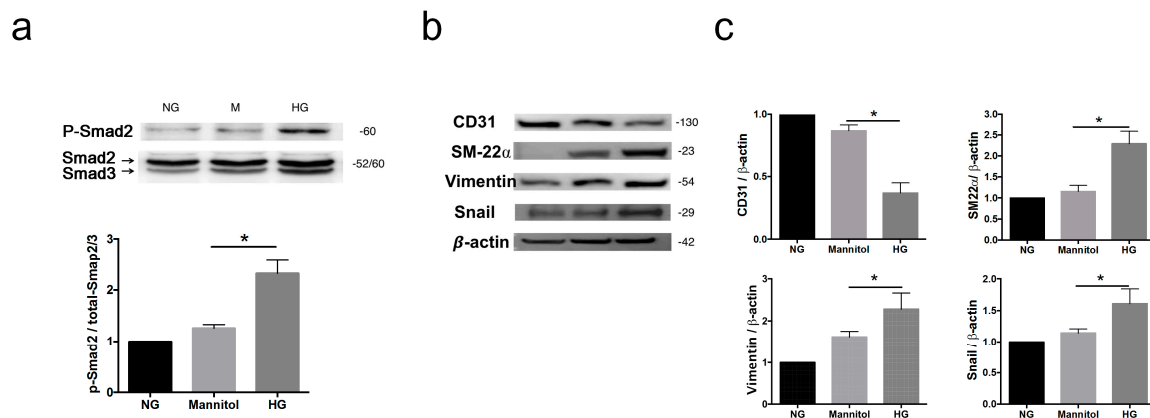 a
NG M HG
P-Smad2 -60
Smad2 -52/60
Smad3
p-Smad2 / total-Smap2/3
3
2
1
0
*
NG Mannitol HG
b
CD31 -130
SM-22α -23
Vimentin -54
Snail -29
β-actin -42
c
CD31 / β-actin
1.0
0.5
0.0
*
NG Mannitol HG
SM22α/ β-actin
3.0
2.5
2.0
1.5
1.0
0.5
0.0
*
NG Mannitol HG
Vimentin / β-actin
3
2
1
0
*
NG Mannitol HG
Snail / β-actin
2.0
1.5
1.0
0.5
0.0
*
NG Mannitol HG